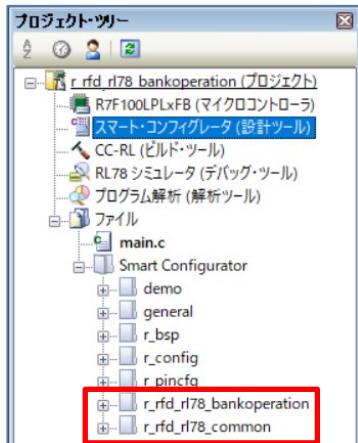 プロジェクト・ツリー
r_rfd_rl78_bankoperation (プロジェクト)
R7F100LPLxFB (マイクロコントローラ)
スマート・コンフィグレータ (設計ツール)
CC-RL (ビルド・ツール)
RL78 シミュレータ (デバッグ・ツール)
プログラム解析 (解析ツール)
ファイル
main.c
Smart Configurator
demo
general
r_bsp
r_config
r_pincfg
r_rfd_rl78_bankoperation
r_rfd_rl78_common